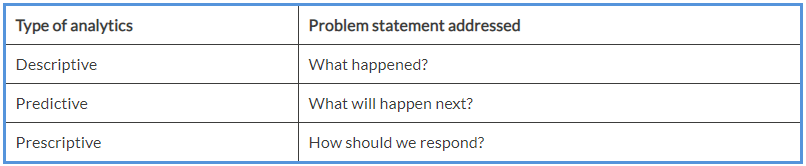 Type of analytics Problem statement addressed
Descriptive What happened?
Predictive What will happen next?
Prescriptive How should we respond?